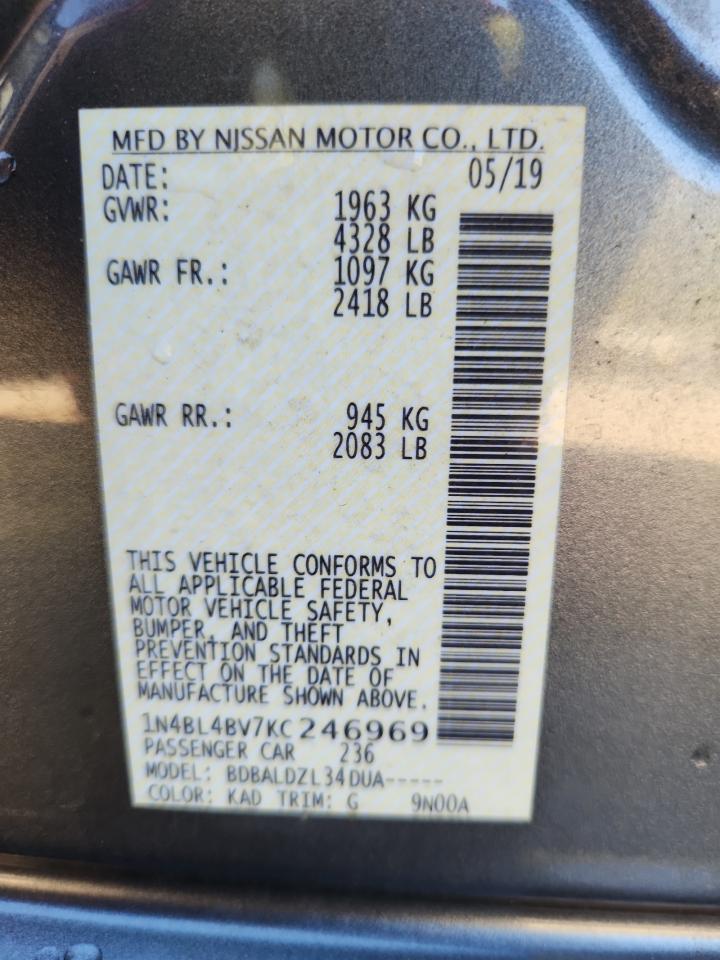 MFD BY NISSAN MOTOR CO., LTD.
DATE: 05/19
GVWR: 1963 KG
4328 LB
GAWR FR.: 1097 KG
2418 LB
GAWR RR.: 945 KG
2083 LB
THIS VEHICLE CONFORMS TO
ALL APPLICABLE FEDERAL
MOTOR VEHICLE SAFETY,
BUMPER, AND THEFT
PREVENTION STANDARDS IN
EFFECT ON THE DATE OF
MANUFACTURE SHOWN ABOVE.
1N4BL4BV7KC246969
PASSENGER CAR 236
MODEL: BDBALDZL34DUA-----
COLOR: KAD TRIM: G 9N00A